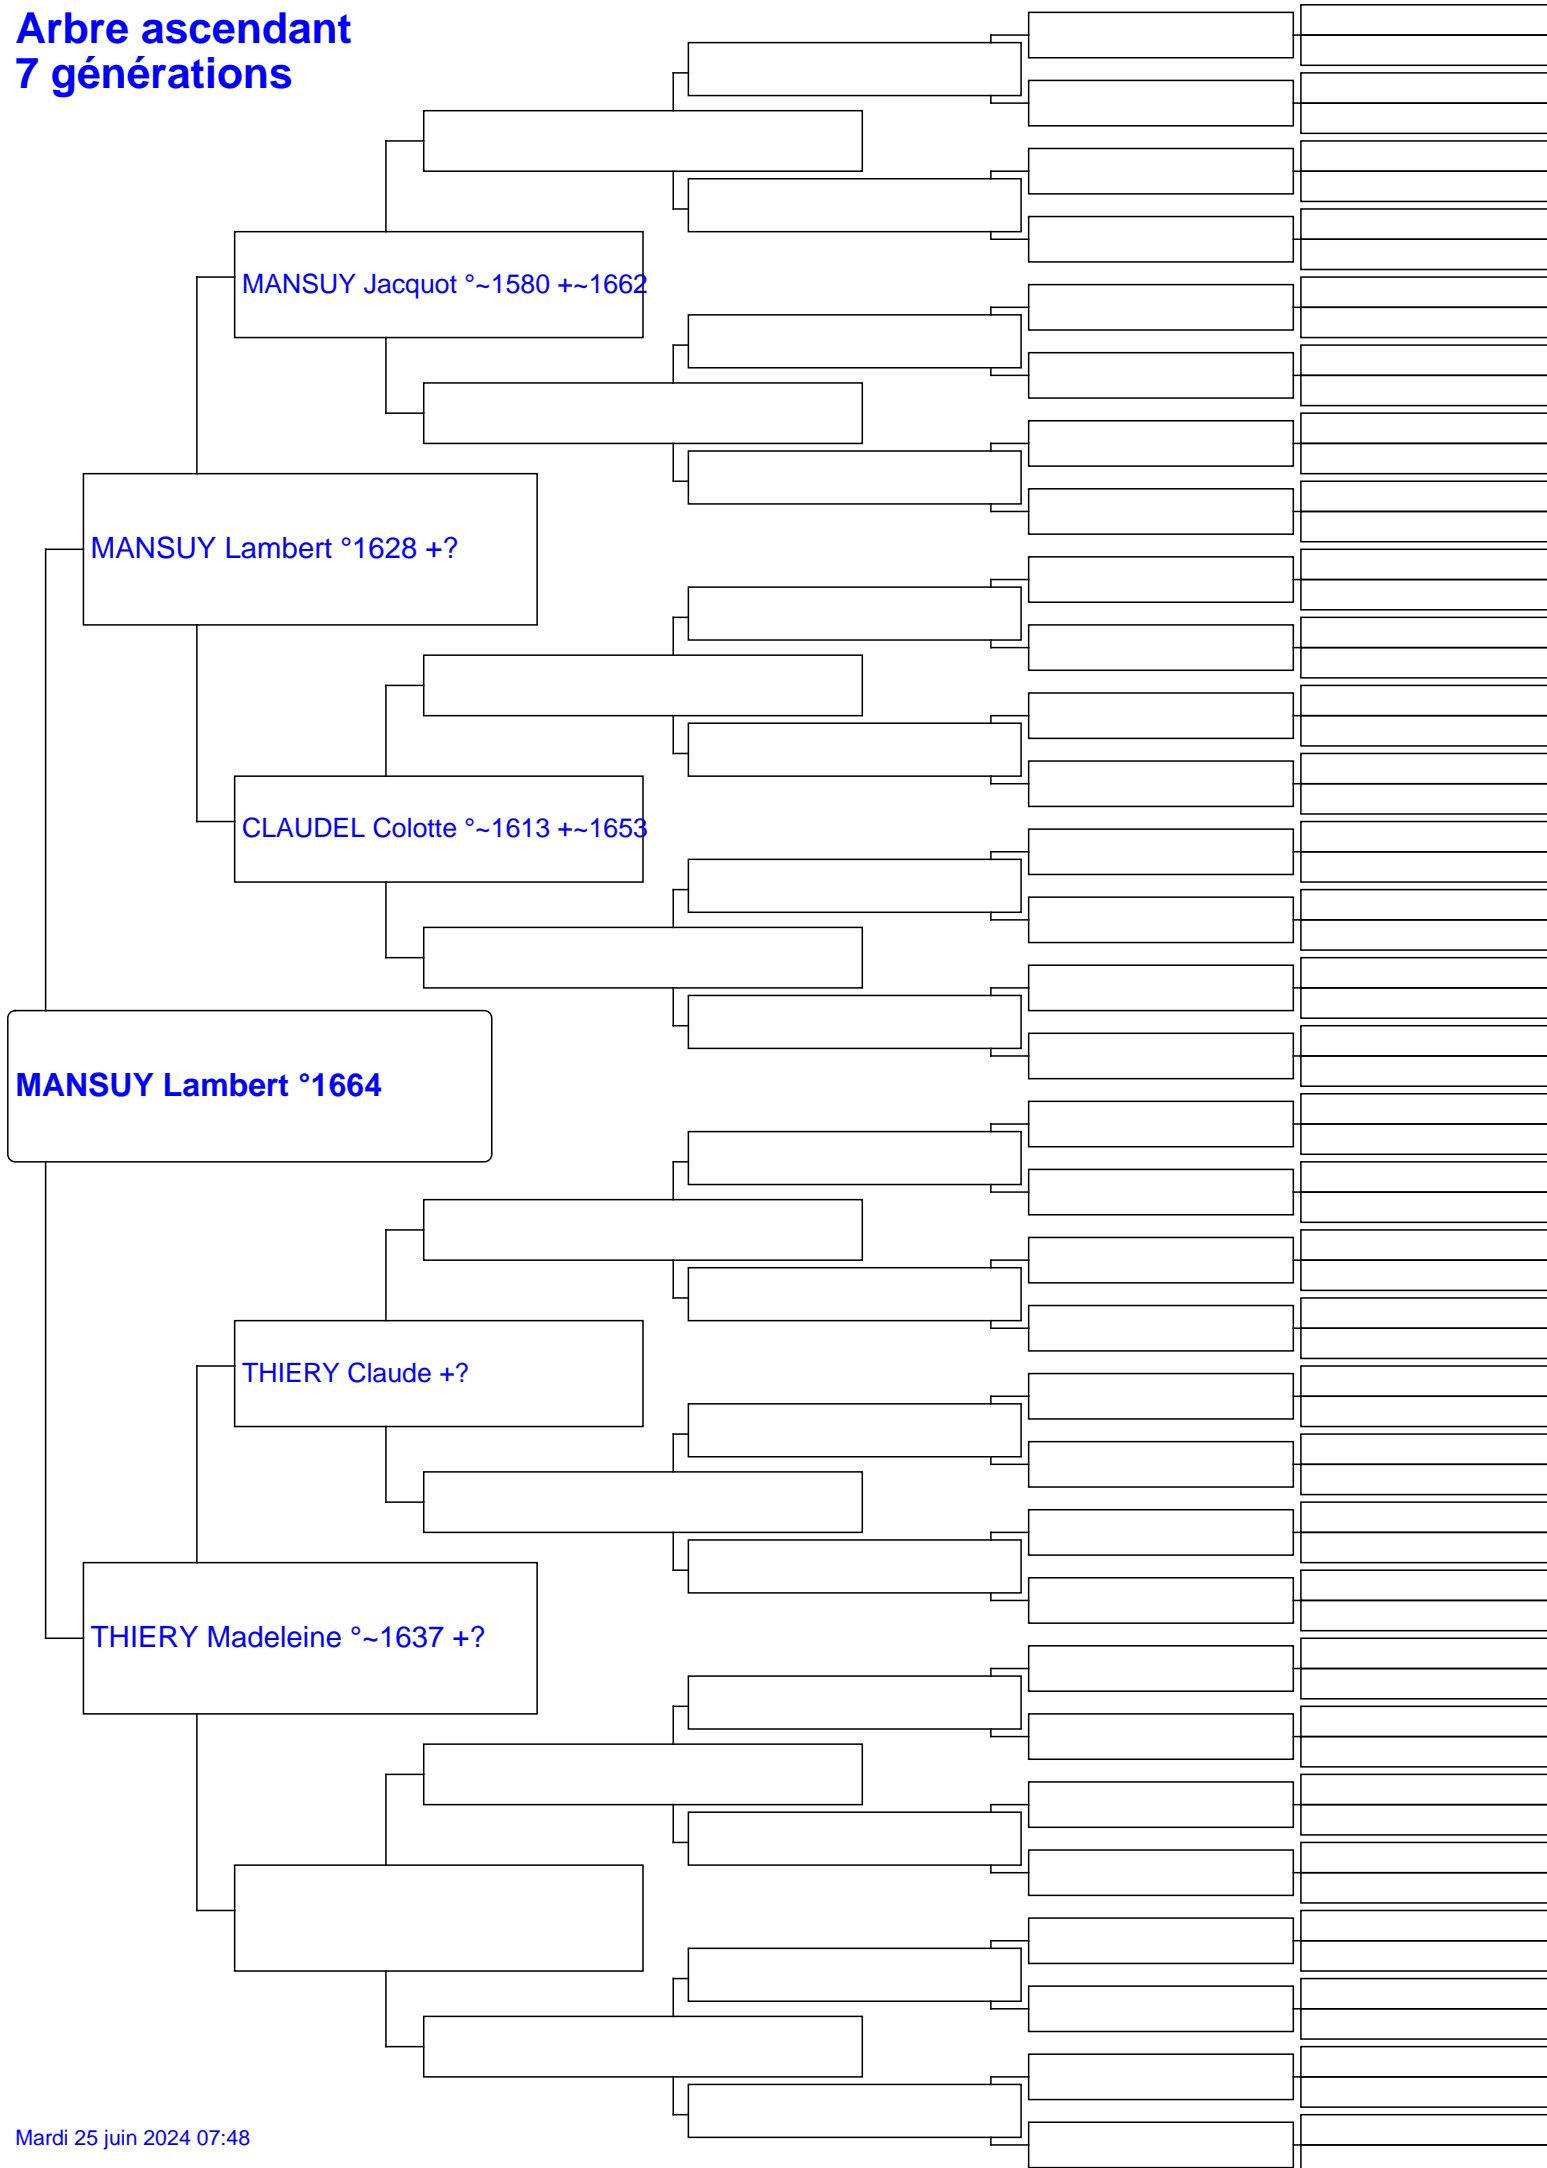 Arbre ascendant
7 générations
MANSUY Jacquot °~1580 +~1662
MANSUY Lambert °1628 +?
CLAUDEL Colotte °~1613 +~1653
MANSUY Lambert °1664
THIERY Claude +?
THIERY Madeleine °~1637 +?
Mardi 25 juin 2024 07:48